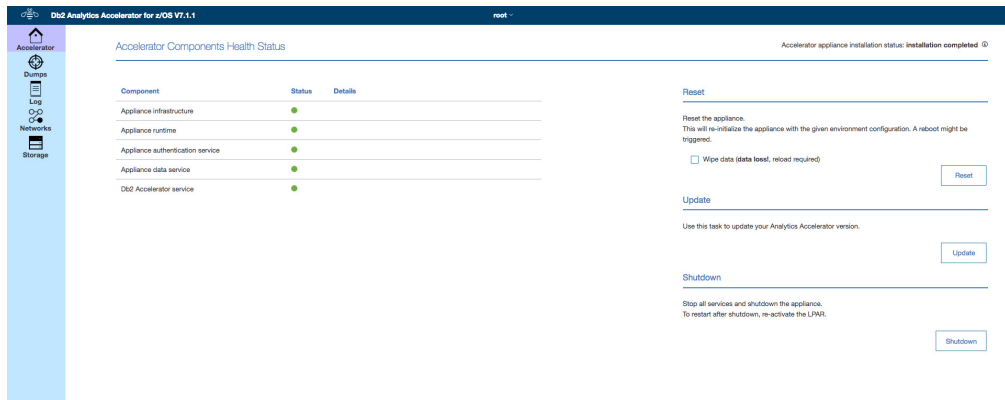 Db2 Analytics Accelerator for z/OS V7.1.1
root
Accelerator
Dumps
Log
Networks
Storage
Accelerator Components Health Status
Accelerator appliance installation status: installation completed
Component Status Details
Appliance infrastructure
Appliance runtime
Appliance authentication service
Appliance data service
Db2 Accelerator service
Reset
Reset the appliance.
This will re-initialize the appliance with the given environment configuration. A reboot might be
triggered.
Wipe data (data loss!, reload required)
Reset
Update
Use this task to update your Analytics Accelerator version.
Update
Shutdown
Stop all services and shutdown the appliance.
To restart after shutdown, re-activate the LPAR.
Shutdown